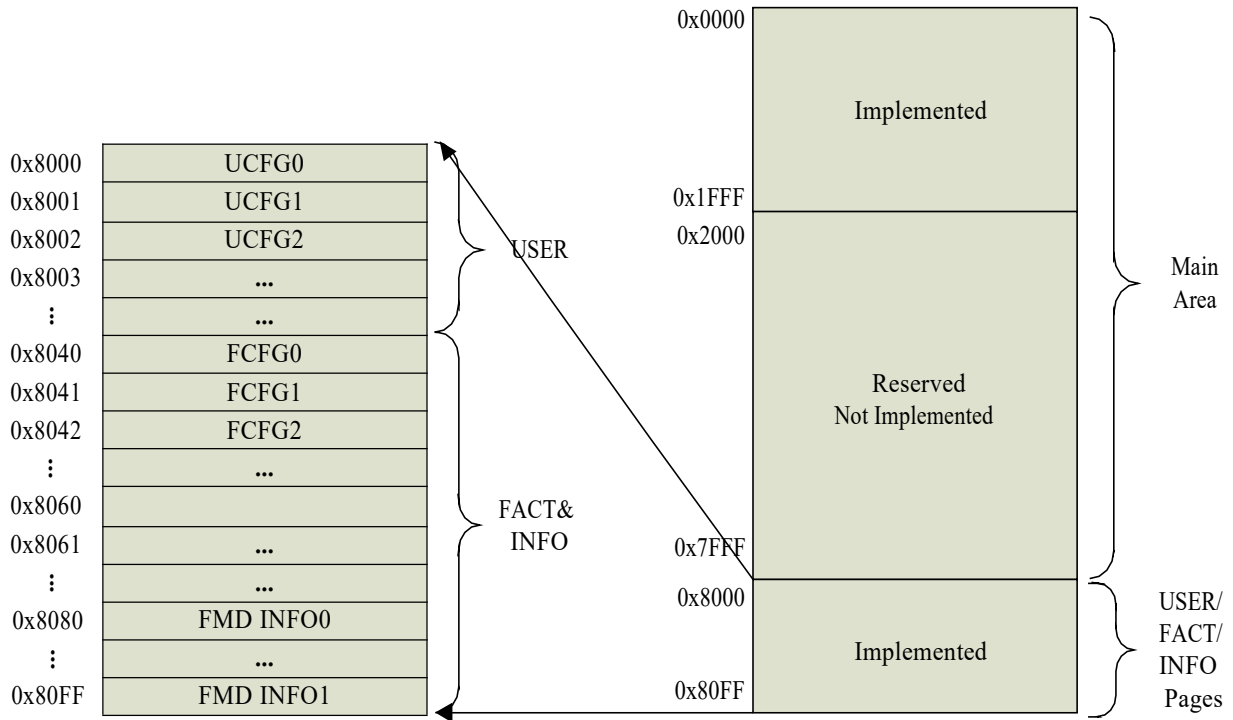 0x8000 UCFG0
0x8001 UCFG1
0x8002 UCFG2
0x8003 ...
⋮ ...
0x8040 FCFG0
0x8041 FCFG1
0x8042 FCFG2
⋮ ...
0x8060
0x8061 ...
⋮ ...
0x8080 FMD INFO0
⋮ ...
0x80FF FMD INFO1
USER
FACT&
INFO
0x0000
Implemented
0x1FFF
0x2000
Reserved
Not Implemented
0x7FFF
0x8000
Implemented
0x80FF
Main
Area
USER/
FACT/
INFO
Pages